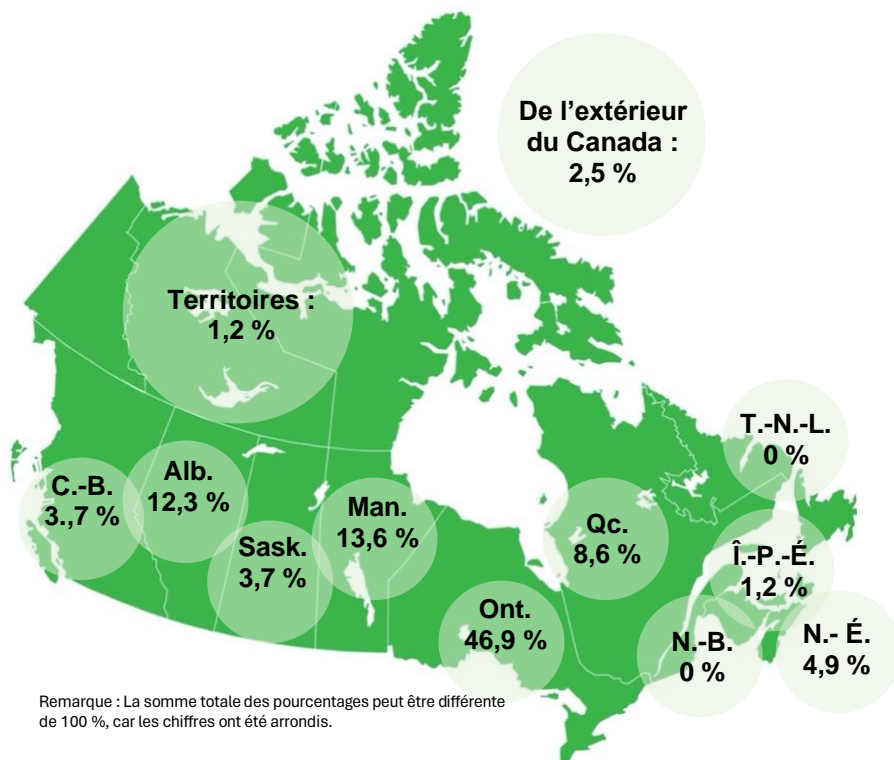 De l’extérieur
du Canada :
2,5 %
Territoires :
1,2 %
T.-N.-L.
0 %
C.-B.
3.,7 %
Alb.
12,3 %
Sask.
3,7 %
Man.
13,6 %
Ont.
46,9 %
Qc.
8,6 %
Î.-P.-É.
1,2 %
N.-B.
0 %
N.- É.
4,9 %
Remarque : La somme totale des pourcentages peut être différente
de 100 %, car les chiffres ont été arrondis.